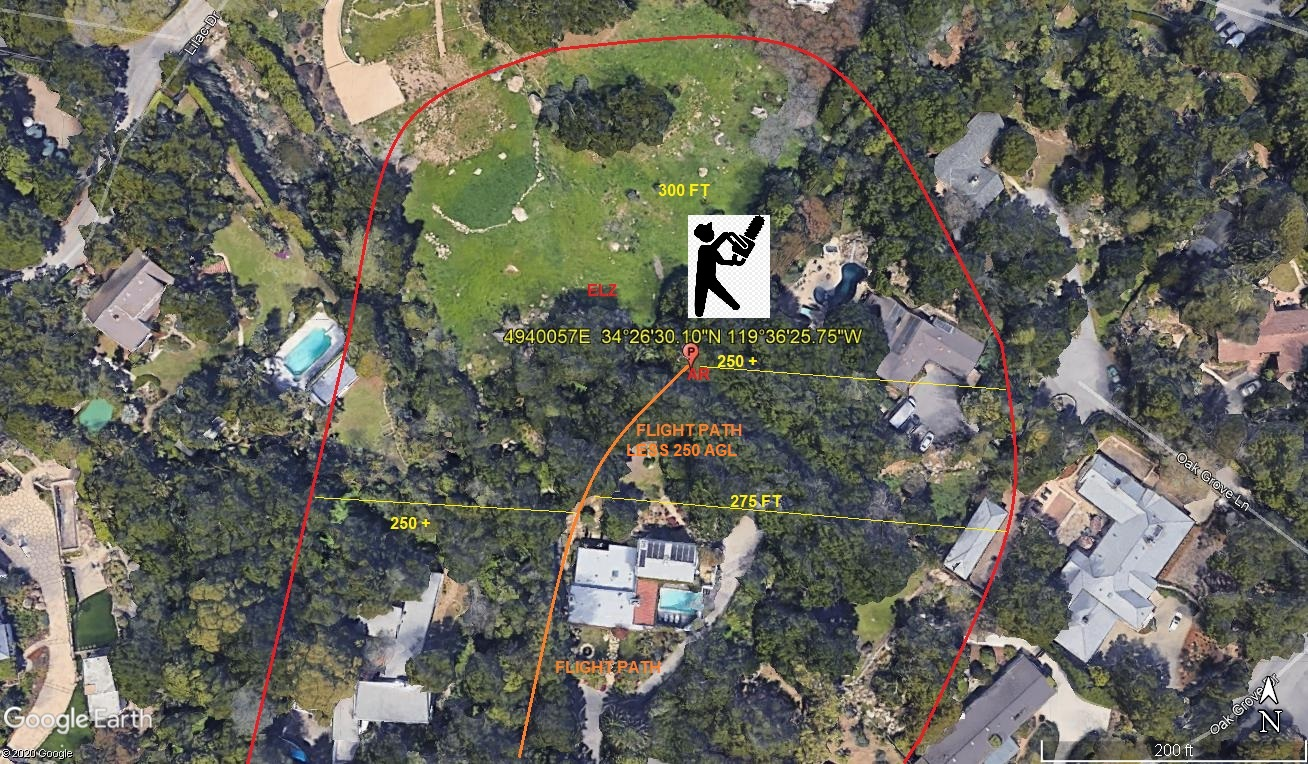 Lilac Dr
300 FT
EILZ
4940057E  34°26'30.10"N 119°36'25.75"W
P
250 +
AR
FLIGHT PATH
LESS 250 AGL
Oak Grove Ln
275 FT
250 +
FLIGHT PATH
Oak Grove Dr
N
Google Earth
© 2020 Google
200 ft